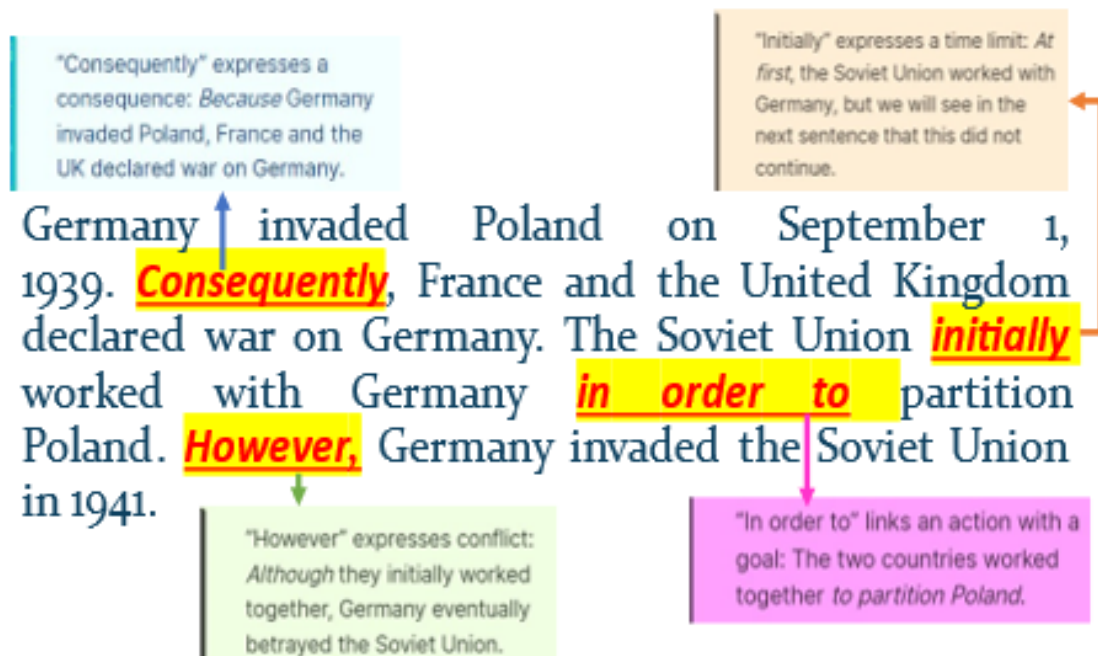 "Consequently" expresses a
consequence: Because Germany
invaded Poland, France and the
UK declared war on Germany.
"Initially" expresses a time limit: At
first, the Soviet Union worked with
Germany, but we will see in the
next sentence that this did not
continue.
Germany invaded Poland on September 1,
1939. Consequently, France and the United Kingdom
declared war on Germany. The Soviet Union initially
worked with Germany in order to partition
Poland. However, Germany invaded the Soviet Union
in 1941.
"However" expresses conflict:
Although they initially worked
together, Germany eventually
betrayed the Soviet Union.
"In order to" links an action with a
goal: The two countries worked
together to partition Poland.